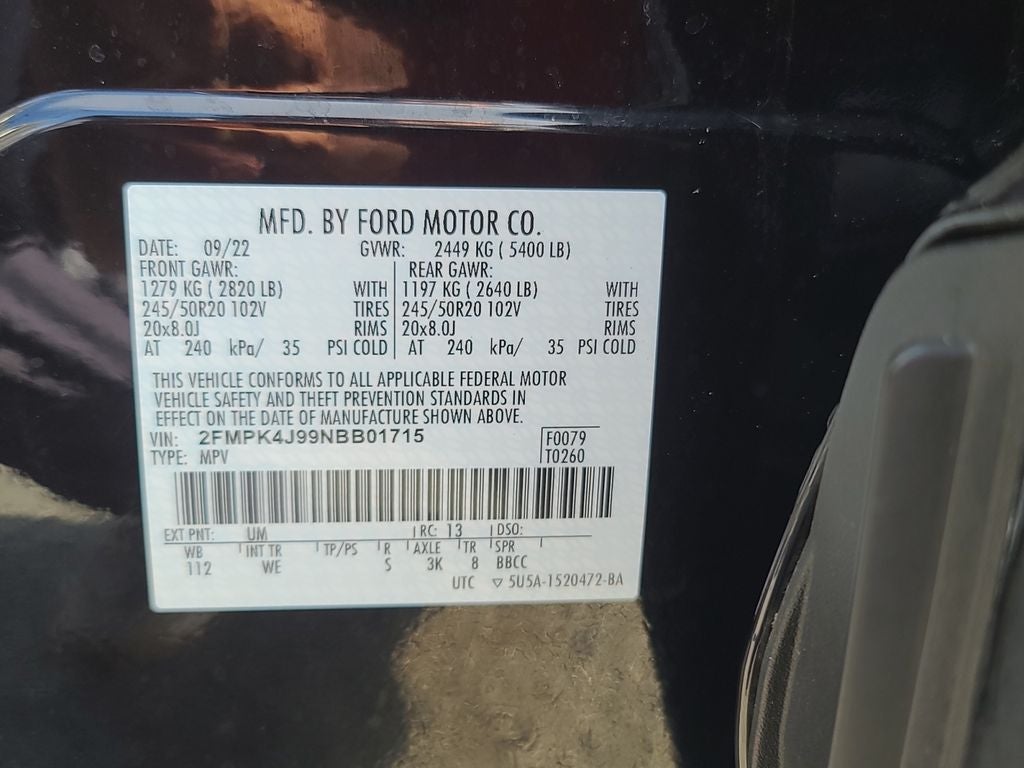 MFD. BY FORD MOTOR CO.
DATE: 09/22 GVWR: 2449 KG ( 5400 LB)
FRONT GAWR: REAR GAWR:
1279 KG ( 2820 LB) WITH 1197 KG ( 2640 LB) WITH
245/50R20 102V TIRES 245/50R20 102V TIRES
20x8.0J RIMS 20x8.0J RIMS
AT 240 kPa/ 35 PSI COLD AT 240 kPa/ 35 PSI COLD
THIS VEHICLE CONFORMS TO ALL APPLICABLE FEDERAL MOTOR
VEHICLE SAFETY AND THEFT PREVENTION STANDARDS IN
EFFECT ON THE DATE OF MANUFACTURE SHOWN ABOVE.
VIN: 2FMPK4J99NBB01715 F0079
TYPE: MPV T0260
EXT PNT: UM RC: 13 DSO:
WB INT TR TP/PS R AXLE TR SPR
112 WE S 3K 8 BBCC
UTC ▽ 5U5A-1520472-BA